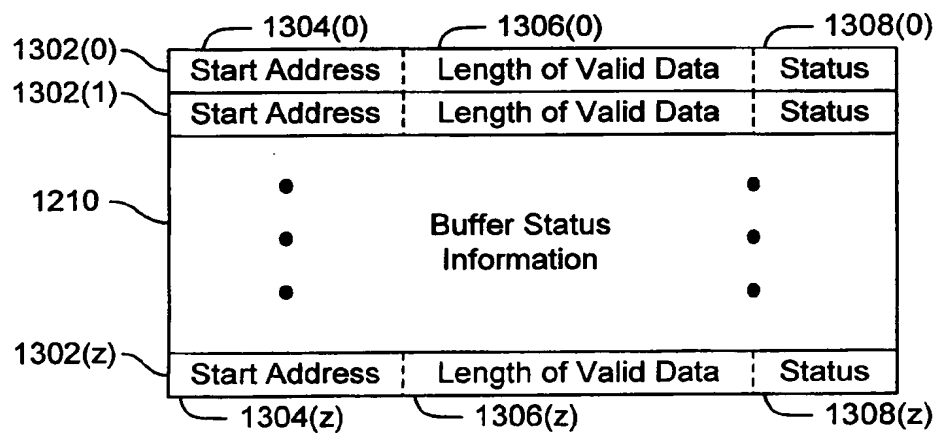 1304(0) 1306(0) 1308(0)
1302(0) Start Address Length of Valid Data Status
1302(1) Start Address Length of Valid Data Status
1210
Buffer Status
Information
1302(z) Start Address Length of Valid Data Status
1304(z) 1306(z) 1308(z)